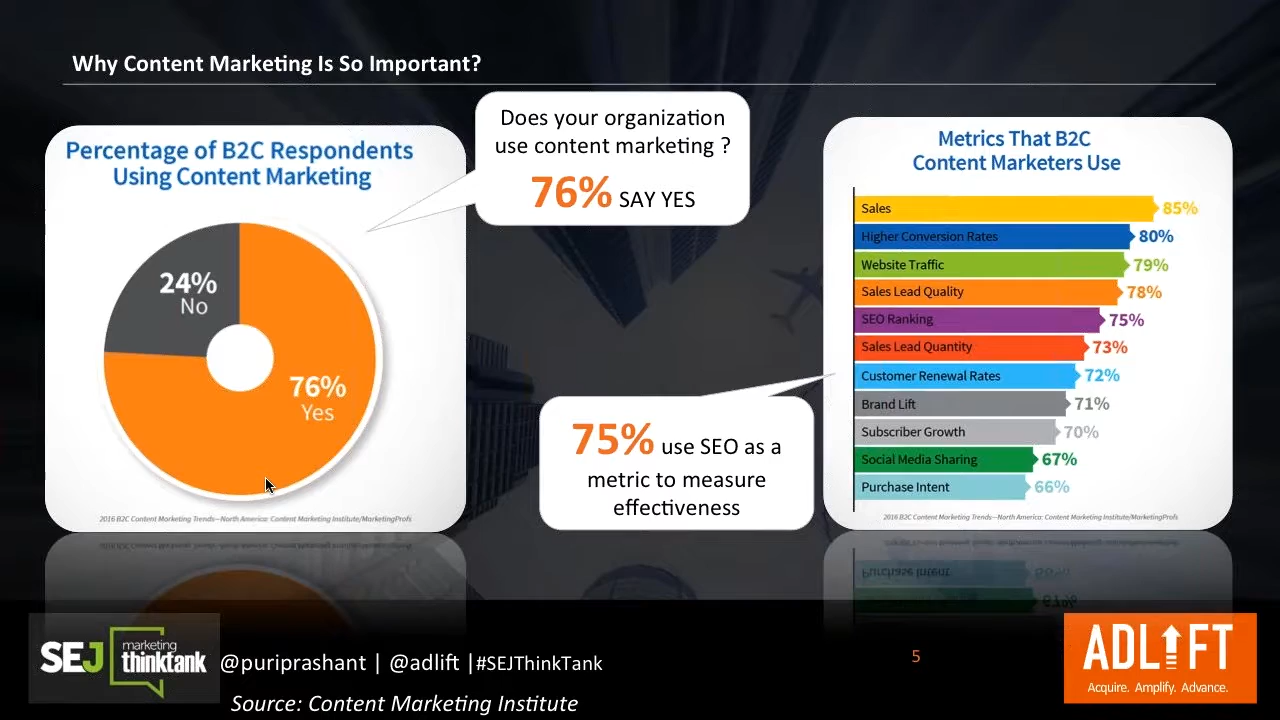 Why Content Marketing Is So Important?
Does your organization
use content marketing ?
76% SAY YES
Percentage of B2C Respondents
Using Content Marketing
24%
No
76%
Yes
2016 B2C Content Marketing Trends—North America: Content Marketing Institute/MarketingProfs
75% use SEO as a
metric to measure
effectiveness
Metrics That B2C
Content Marketers Use
Sales 85%
Higher Conversion Rates 80%
Website Traffic 79%
Sales Lead Quality 78%
SEO Ranking 75%
Sales Lead Quantity 73%
Customer Renewal Rates 72%
Brand Lift 71%
Subscriber Growth 70%
Social Media Sharing 67%
Purchase Intent 66%
2016 B2C Content Marketing Trends—North America: Content Marketing Institute/MarketingProfs
SEJ marketing
thinktank
@puriprashant | @adlift |#SEJThinkTank
Source: Content Marketing Institute
5
ADLIFT
Acquire. Amplify. Advance.